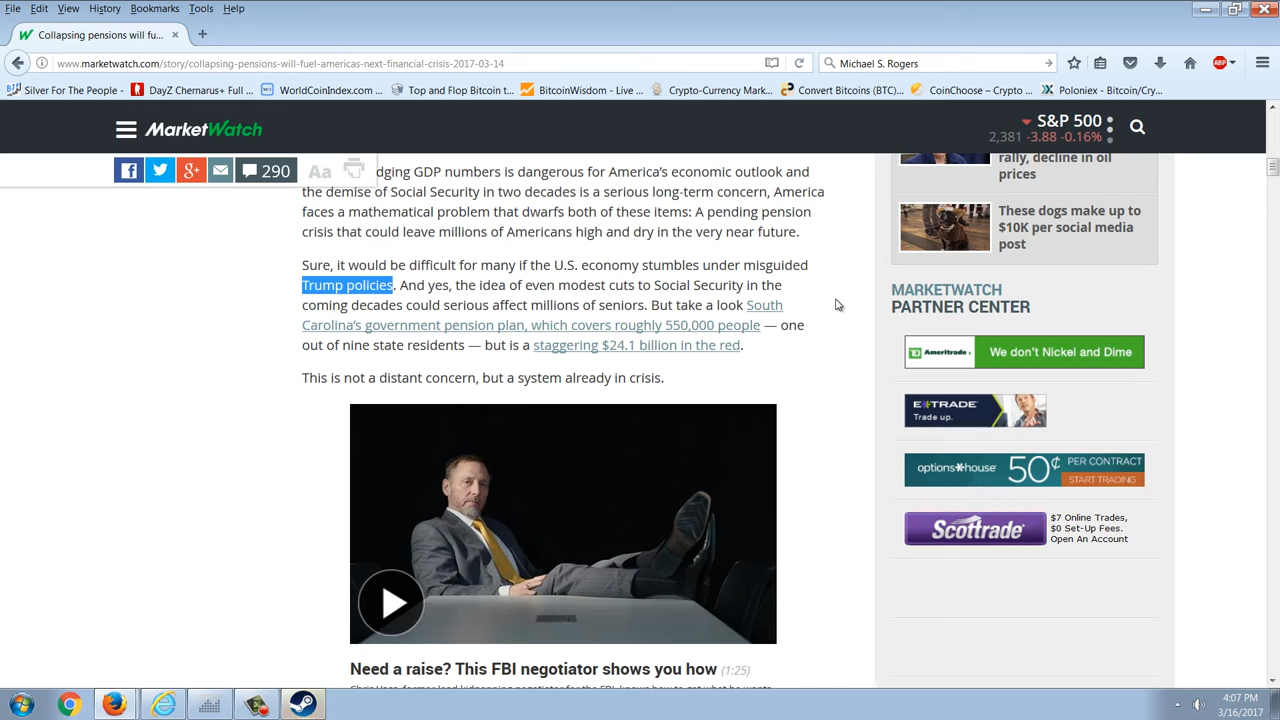 File Edit View History Bookmarks Tools Help
Collapsing pensions will fu... ×
www.marketwatch.com/story/collapsing-pensions-will-fuel-americas-next-financial-crisis-2017-03-14
Michael S. Rogers
ABP
Silver For The People - ...
DayZ Chernarus+ Full ...
WorldCoinIndex.com ...
Top and Flop Bitcoin t...
BitcoinWisdom - Live ...
Crypto-Currency Mark...
Convert Bitcoins (BTC)...
CoinChoose – Crypto ...
Poloniex - Bitcoin/Cry...
MarketWatch
S&P 500
2,381 -3.88 -0.16%
290
Aa
dging GDP numbers is dangerous for America's economic outlook and
the demise of Social Security in two decades is a serious long-term concern, America
faces a mathematical problem that dwarfs both of these items: A pending pension
crisis that could leave millions of Americans high and dry in the very near future.
Sure, it would be difficult for many if the U.S. economy stumbles under misguided
Trump policies. And yes, the idea of even modest cuts to Social Security in the
coming decades could serious affect millions of seniors. But take a look South
Carolina's government pension plan, which covers roughly 550,000 people — one
out of nine state residents — but is a staggering $24.1 billion in the red.
This is not a distant concern, but a system already in crisis.
Need a raise? This FBI negotiator shows you how (1:25)
rally, decline in oil
prices
These dogs make up to
$10K per social media
post
MARKETWATCH
PARTNER CENTER
TD Ameritrade
We don't Nickel and Dime
E*TRADE
Trade up.
options*house 50¢ PER CONTRACT
START TRADING
Scottrade
$7 Online Trades,
$0 Set-Up Fees.
Open An Account
4:07 PM
3/16/2017